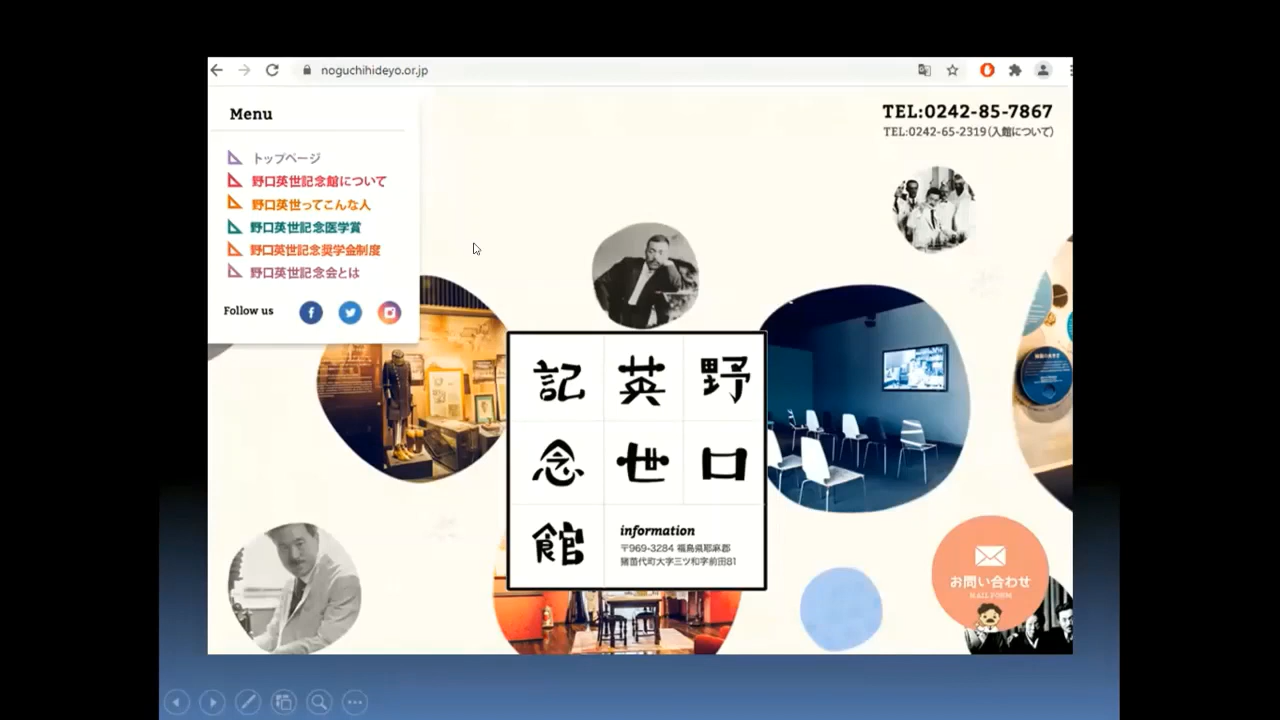 noguchihideyo.or.jp
Menu
トップページ
野口英世記念館について
野口英世ってこんな人
野口英世記念医学賞
野口英世記念奨学金制度
野口英世記念会とは
Follow us
TEL:0242-85-7867
TEL:0242-65-2319(入館について)
野口
英世
記念館
information
〒969-3284 福島県耶麻郡
猪苗代町大字三ツ和字前田81
お問い合わせ
MAIL FORM